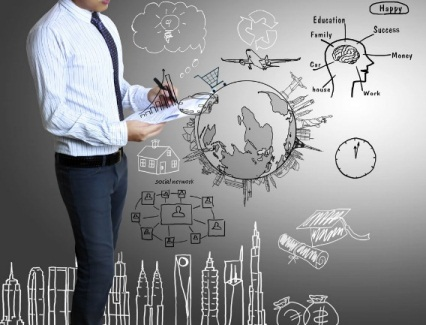 Happy
Education
Family
Success
Car
Money
house
Work
social network